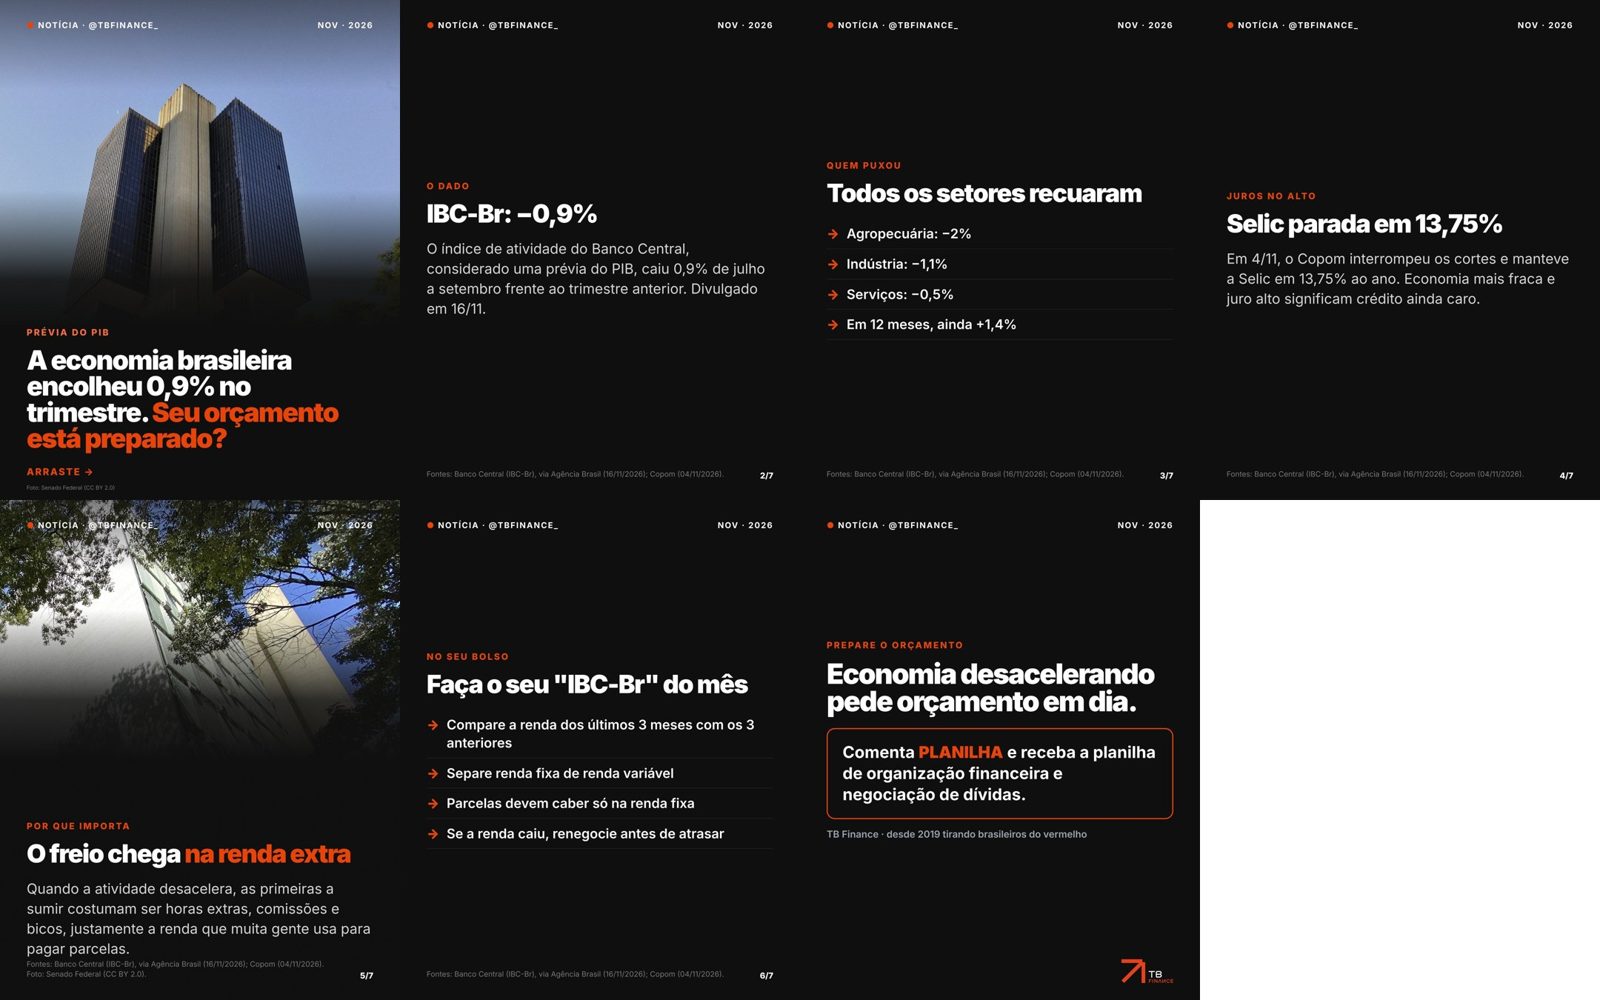 NOTÍCIA · @TBFINANCE_
NOV · 2026
PRÉVIA DO PIB
A economia brasileira
encolheu 0,9% no
trimestre. Seu orçamento
está preparado?
ARRASTE →
Foto: Senado Federal (CC BY 2.0)
NOTÍCIA · @TBFINANCE_
NOV · 2026
O DADO
IBC-Br: −0,9%
O índice de atividade do Banco Central,
considerado uma prévia do PIB, caiu 0,9% de julho
a setembro frente ao trimestre anterior. Divulgado
em 16/11.
Fontes: Banco Central (IBC-Br), via Agência Brasil (16/11/2026); Copom (04/11/2026).
2/7
NOTÍCIA · @TBFINANCE_
NOV · 2026
QUEM PUXOU
Todos os setores recuaram
→ Agropecuária: −2%
→ Indústria: −1,1%
→ Serviços: −0,5%
→ Em 12 meses, ainda +1,4%
Fontes: Banco Central (IBC-Br), via Agência Brasil (16/11/2026); Copom (04/11/2026).
3/7
NOTÍCIA · @TBFINANCE_
NOV · 2026
JUROS NO ALTO
Selic parada em 13,75%
Em 4/11, o Copom interrompeu os cortes e manteve
a Selic em 13,75% ao ano. Economia mais fraca e
juro alto significam crédito ainda caro.
Fontes: Banco Central (IBC-Br), via Agência Brasil (16/11/2026); Copom (04/11/2026).
4/7
NOTÍCIA · @TBFINANCE_
NOV · 2026
POR QUE IMPORTA
O freio chega na renda extra
Quando a atividade desacelera, as primeiras a
sumir costumam ser horas extras, comissões e
bicos, justamente a renda que muita gente usa para
pagar parcelas.
Fontes: Banco Central (IBC-Br), via Agência Brasil (16/11/2026); Copom (04/11/2026).
Foto: Senado Federal (CC BY 2.0).
5/7
NOTÍCIA · @TBFINANCE_
NOV · 2026
NO SEU BOLSO
Faça o seu "IBC-Br" do mês
→ Compare a renda dos últimos 3 meses com os 3
anteriores
→ Separe renda fixa de renda variável
→ Parcelas devem caber só na renda fixa
→ Se a renda caiu, renegocie antes de atrasar
Fontes: Banco Central (IBC-Br), via Agência Brasil (16/11/2026); Copom (04/11/2026).
6/7
NOTÍCIA · @TBFINANCE_
NOV · 2026
PREPARE O ORÇAMENTO
Economia desacelerando
pede orçamento em dia.
Comenta PLANILHA e receba a planilha
de organização financeira e
negociação de dívidas.
TB Finance · desde 2019 tirando brasileiros do vermelho
TB
FINANCE